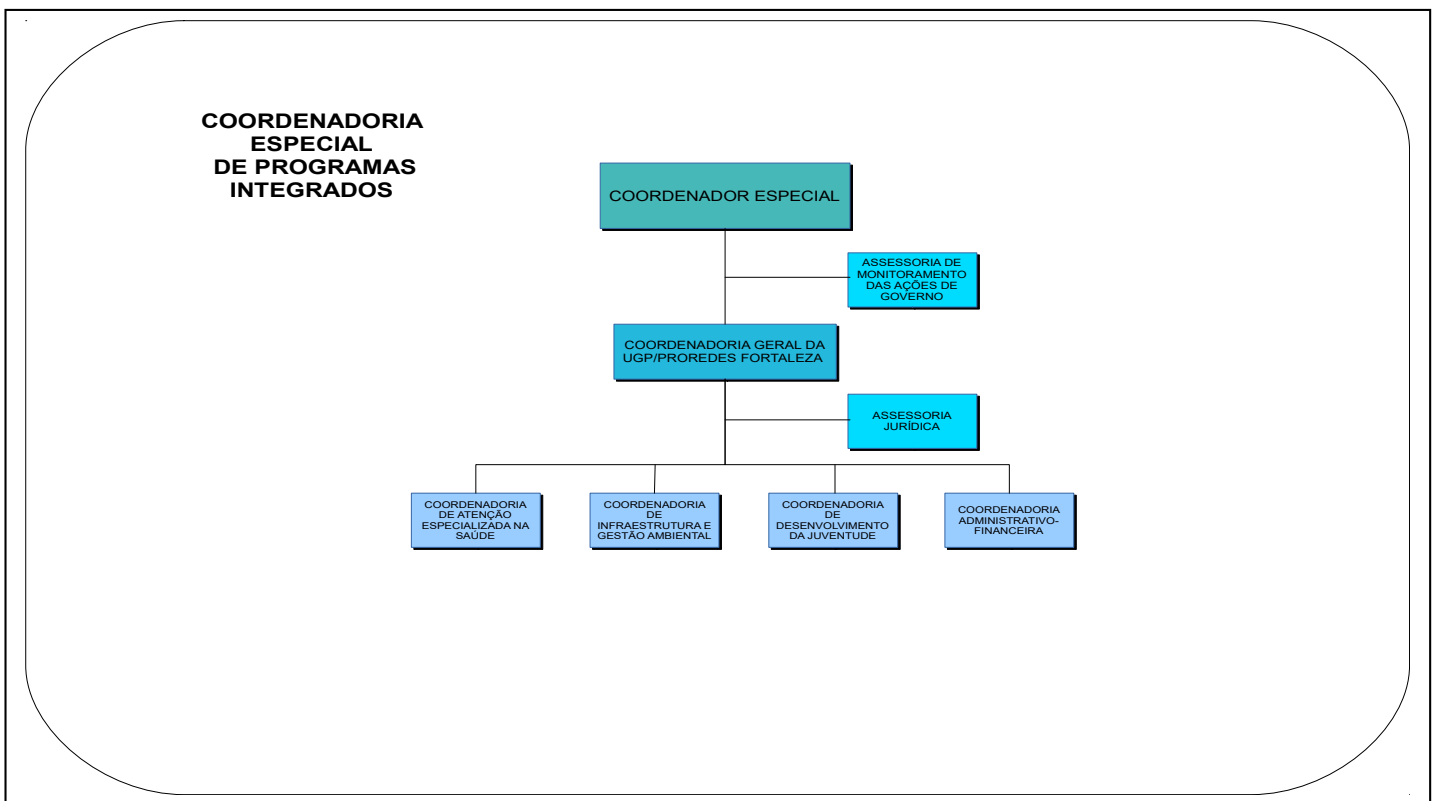 COORDENADORIA
ESPECIAL
DE PROGRAMAS
INTEGRADOS
COORDENADOR ESPECIAL
ASSESSORIA DE
MONITORAMENTO
DAS AÇÕES DE
GOVERNO
COORDENADORIA GERAL DA
UGP/PROREDES FORTALEZA
ASSESSORIA
JURÍDICA
COORDENADORIA
DE ATENÇÃO
ESPECIALIZADA NA
SAÚDE
COORDENADORIA
DE
INFRAESTRUTURA E
GESTÃO AMBIENTAL
COORDENADORIA
DE
DESENVOLVIMENTO
DA JUVENTUDE
COORDENADORIA
ADMINISTRATIVO-
FINANCEIRA